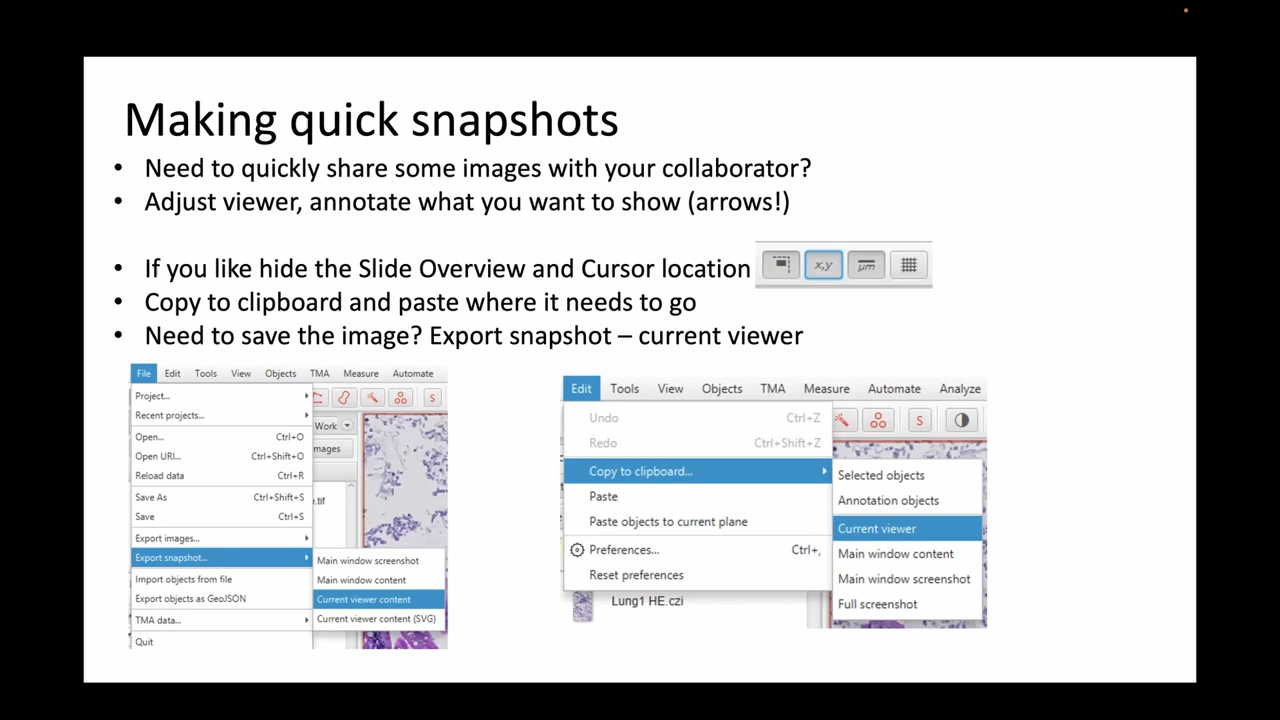 Making quick snapshots
• Need to quickly share some images with your collaborator?
• Adjust viewer, annotate what you want to show (arrows!)
• If you like hide the Slide Overview and Cursor location
x,y
µm
• Copy to clipboard and paste where it needs to go
• Need to save the image? Export snapshot – current viewer
File Edit Tools View Objects TMA Measure Automate
Project...
Recent projects...
Open... Ctrl+O
Open URI... Ctrl+Shift+O
Reload data Ctrl+R
Save As Ctrl+Shift+S
Save Ctrl+S
Export images...
Export snapshot...
Import objects from file
Export objects as GeoJSON
TMA data...
Quit
S
Work
mages
.tif
Main window screenshot
Main window content
Current viewer content
Current viewer content (SVG)
Edit Tools View Objects TMA Measure Automate Analyze
Undo Ctrl+Z
Redo Ctrl+Shift+Z
Copy to clipboard...
Paste
Paste objects to current plane
Preferences... Ctrl+,
Reset preferences
Lung1 HE.czi
S
Selected objects
Annotation objects
Current viewer
Main window content
Main window screenshot
Full screenshot